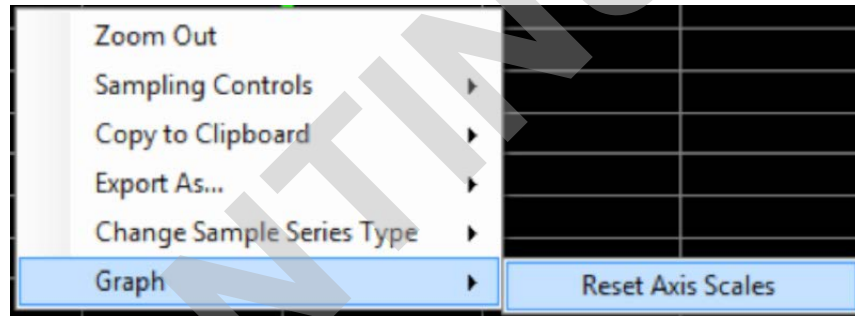 Zoom Out
Sampling Controls
Copy to Clipboard
Export As...
Change Sample Series Type
Graph
Reset Axis Scales